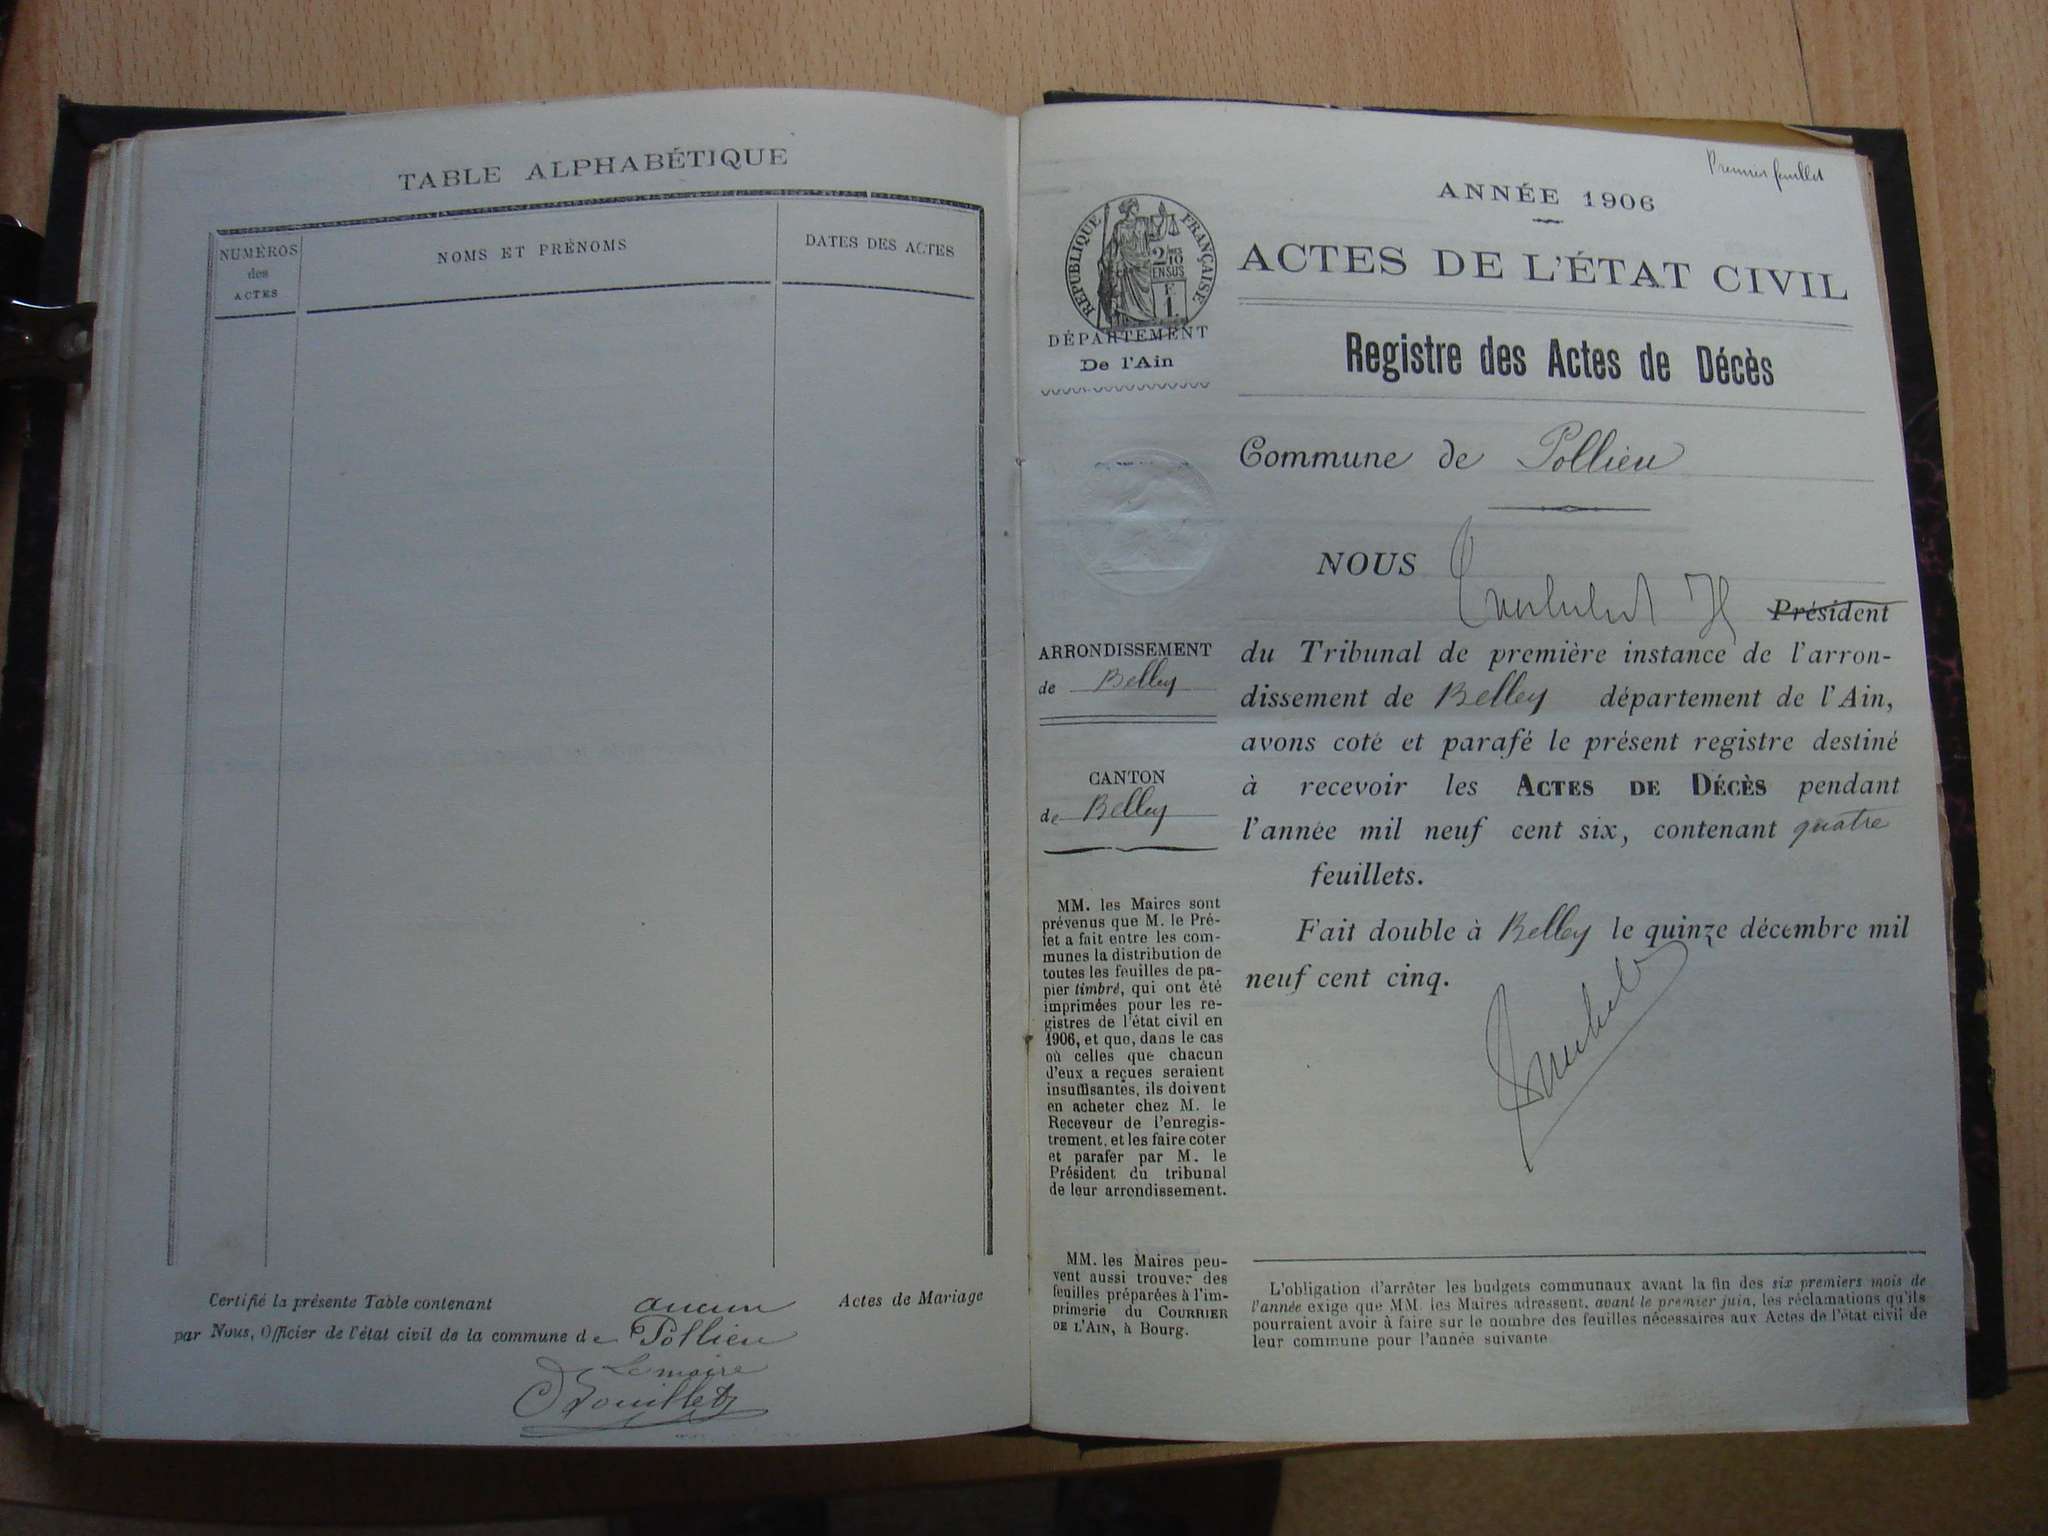 TABLE ALPHABÉTIQUE
NUMÉROS
des
ACTES
NOMS ET PRÉNOMS
DATES DES ACTES
Certifié la présente Table contenant aucun Actes de Mariage
par Nous, Officier de l'état civil de la commune de Pollieu
Le maire
Premier feuillet
ANNÉE 1906
RÉPUBLIQUE FRANÇAISE
2 10es
EN SUS
F
1.
DÉPARTEMENT
De l'Ain
ACTES DE L'ÉTAT CIVIL
Registre des Actes de Décès
Commune de Pollieu
NOUS
Président
du Tribunal de première instance de l'arron-
dissement de Belley département de l'Ain,
avons coté et parafé le présent registre destiné
à recevoir les ACTES DE DÉCÈS pendant
l'année mil neuf cent six, contenant quatre
feuillets.
Fait double à Belley le quinze décembre mil
neuf cent cinq.
ARRONDISSEMENT
de Belley
CANTON
de Belley
MM. les Maires sont
prévenus que M. le Pré-
fet a fait entre les com-
munes la distribution de
toutes les feuilles de pa-
pier timbré, qui ont été
imprimées pour les re-
gistres de l'état civil en
1906, et que, dans le cas
où celles que chacun
d'eux a reçues seraient
insuffisantes, ils doivent
en acheter chez M. le
Receveur de l'enregis-
trement, et les faire coter
et parafer par M. le
Président du tribunal
de leur arrondissement.
MM. les Maires peu-
vent aussi trouver des
feuilles préparées à l'im-
primerie du COURRIER
DE L'AIN, à Bourg.
L'obligation d'arrêter les budgets communaux avant la fin des six premiers mois de
l'année exige que MM. les Maires adressent, avant le premier juin, les réclamations qu'ils
pourraient avoir à faire sur le nombre des feuilles nécessaires aux Actes de l'état civil de
leur commune pour l'année suivante